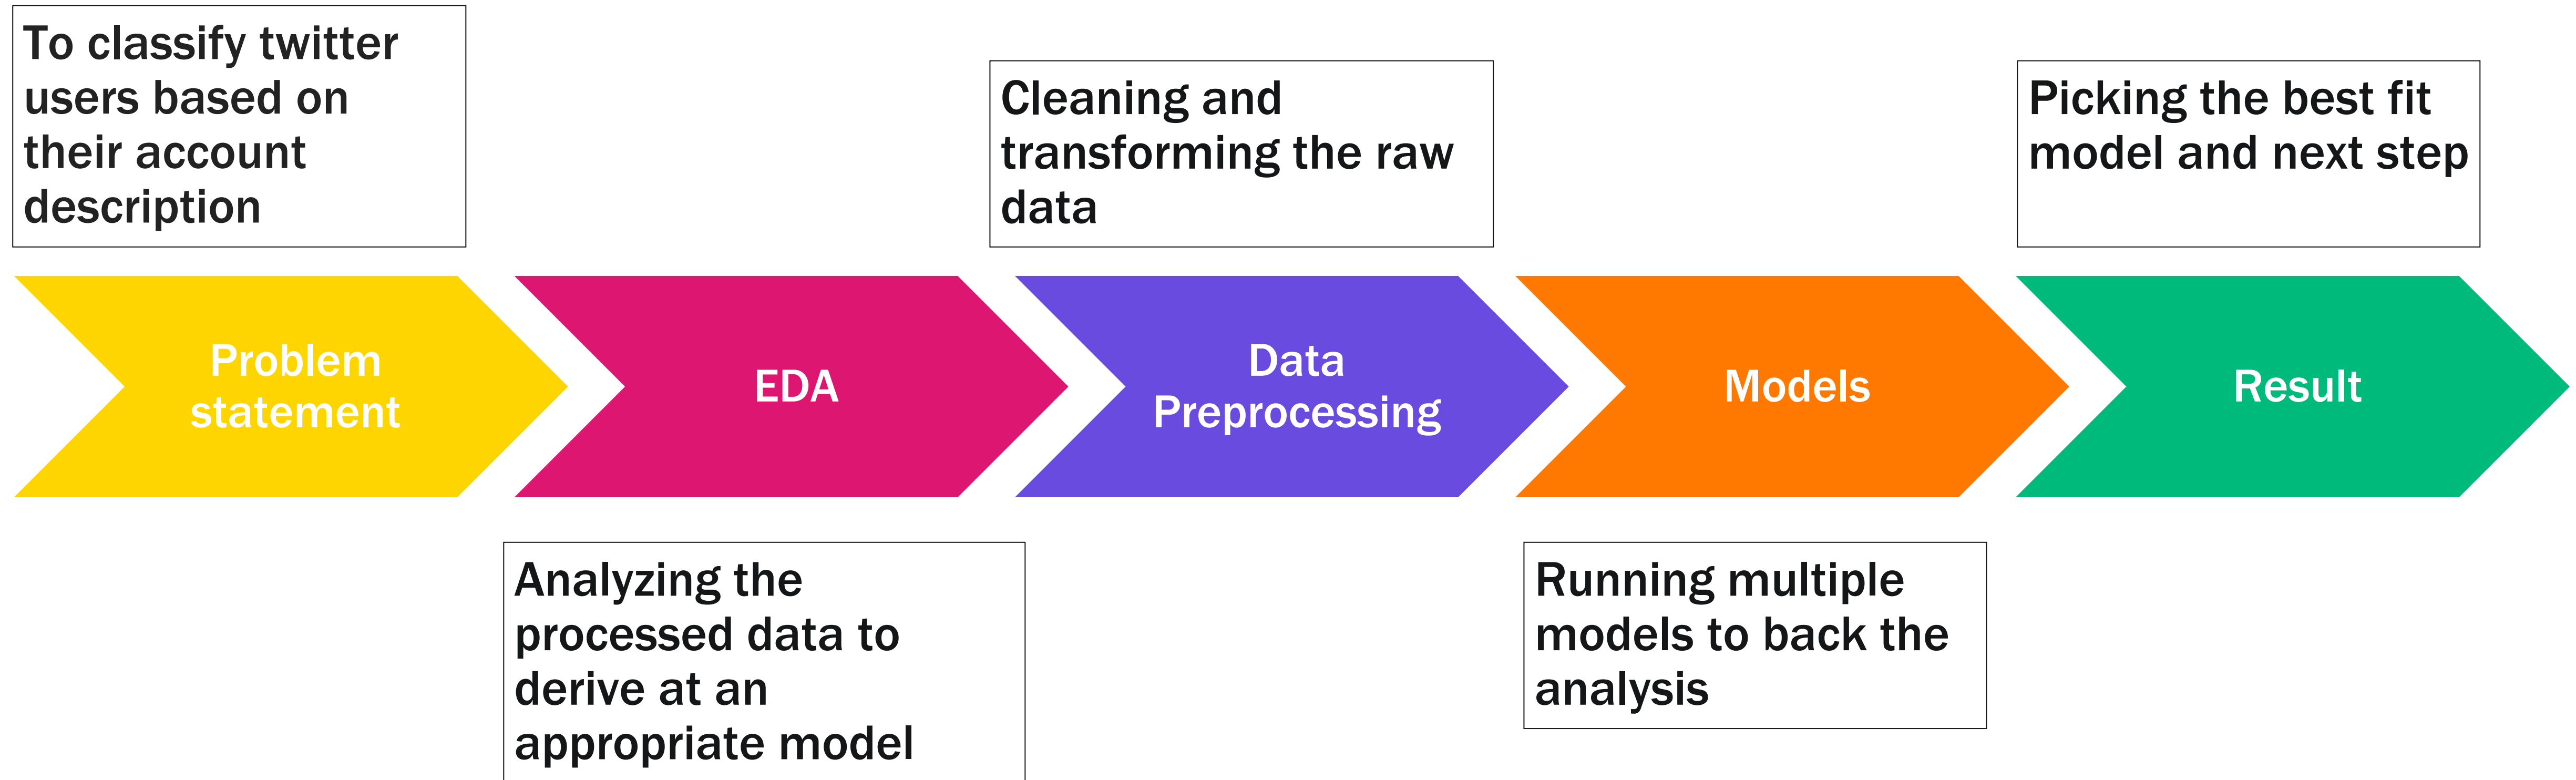 To classify twitter
users based on
their account
description
Cleaning and
transforming the raw
data
Picking the best fit
model and next step
Problem
statement
EDA
Data
Preprocessing
Models
Result
Analyzing the
processed data to
derive at an
appropriate model
Running multiple
models to back the
analysis